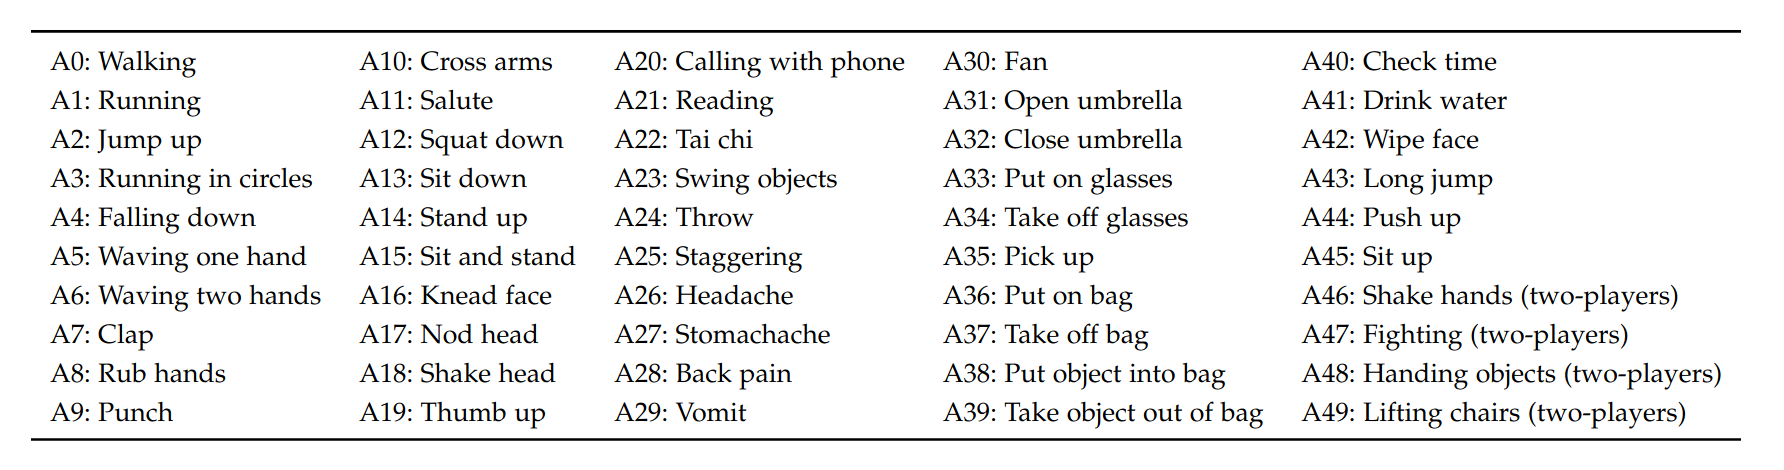 A0: Walking A10: Cross arms A20: Calling with phone A30: Fan A40: Check time
A1: Running A11: Salute A21: Reading A31: Open umbrella A41: Drink water
A2: Jump up A12: Squat down A22: Tai chi A32: Close umbrella A42: Wipe face
A3: Running in circles A13: Sit down A23: Swing objects A33: Put on glasses A43: Long jump
A4: Falling down A14: Stand up A24: Throw A34: Take off glasses A44: Push up
A5: Waving one hand A15: Sit and stand A25: Staggering A35: Pick up A45: Sit up
A6: Waving two hands A16: Knead face A26: Headache A36: Put on bag A46: Shake hands (two-players)
A7: Clap A17: Nod head A27: Stomachache A37: Take off bag A47: Fighting (two-players)
A8: Rub hands A18: Shake head A28: Back pain A38: Put object into bag A48: Handing objects (two-players)
A9: Punch A19: Thumb up A29: Vomit A39: Take object out of bag A49: Lifting chairs (two-players)